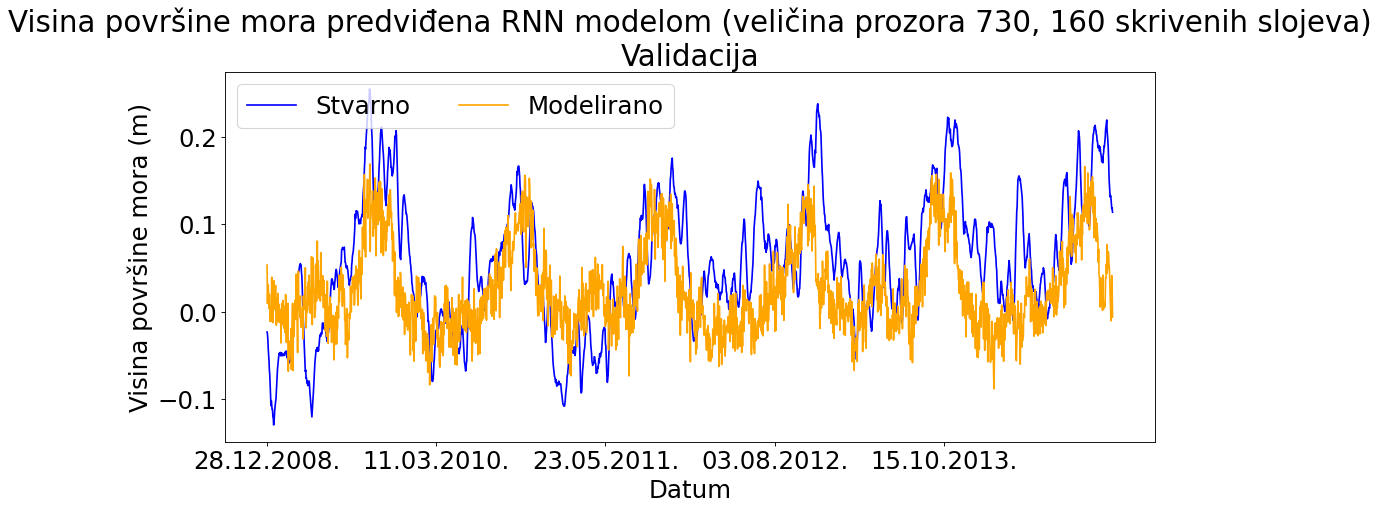 Visina površine mora predviđena RNN modelom (veličina prozora 730, 160 skrivenih slojeva)
Validacija
Stvarno
Modelirano
Visina površine mora (m)
0.2
0.1
0.0
−0.1
28.12.2008.
11.03.2010.
23.05.2011.
03.08.2012.
15.10.2013.
Datum